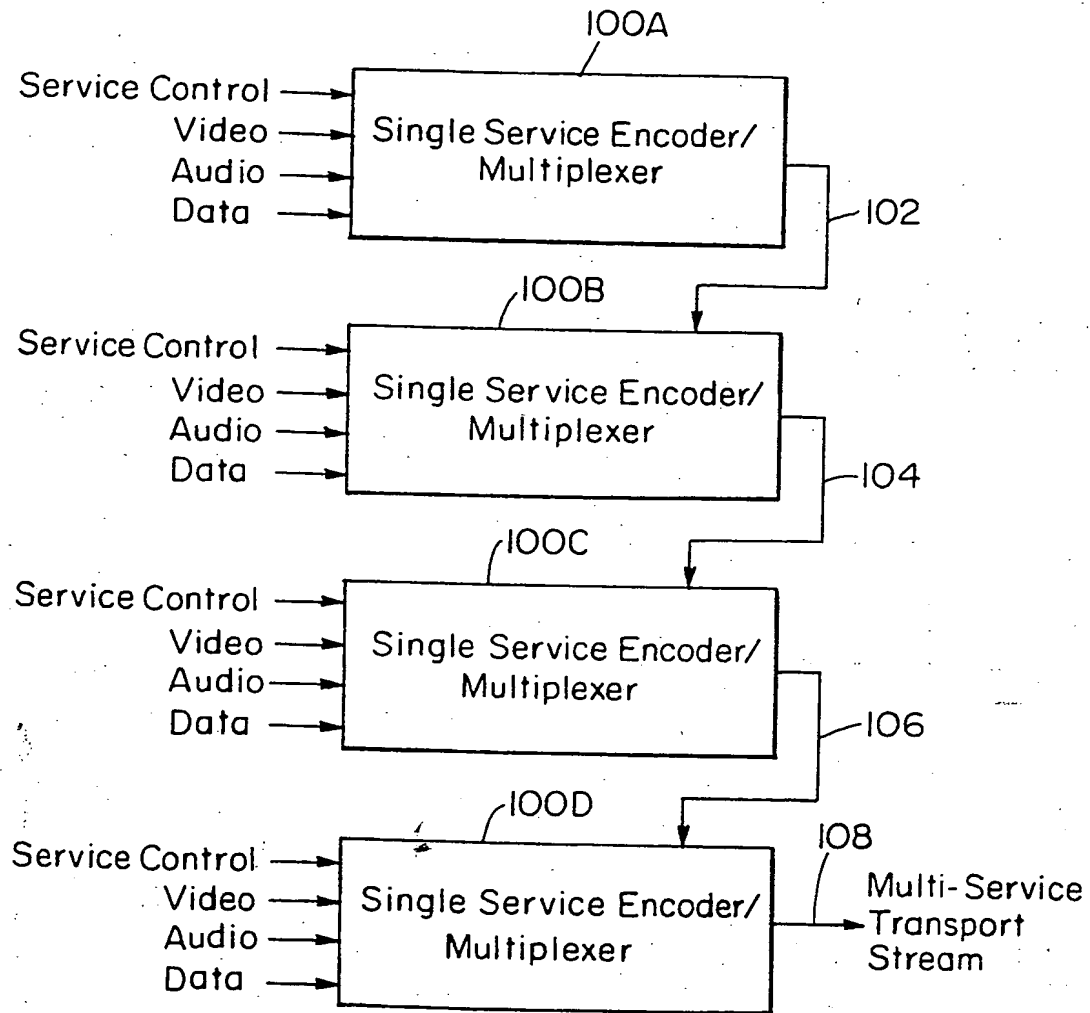 100A
Service Control
Video
Audio
Data
Single Service Encoder/
Multiplexer
102
100B
Service Control
Video
Audio
Data
Single Service Encoder/
Multiplexer
104
100C
Service Control
Video
Audio
Data
Single Service Encoder/
Multiplexer
106
100D
Service Control
Video
Audio
Data
Single Service Encoder/
Multiplexer
108
Multi-Service
Transport
Stream